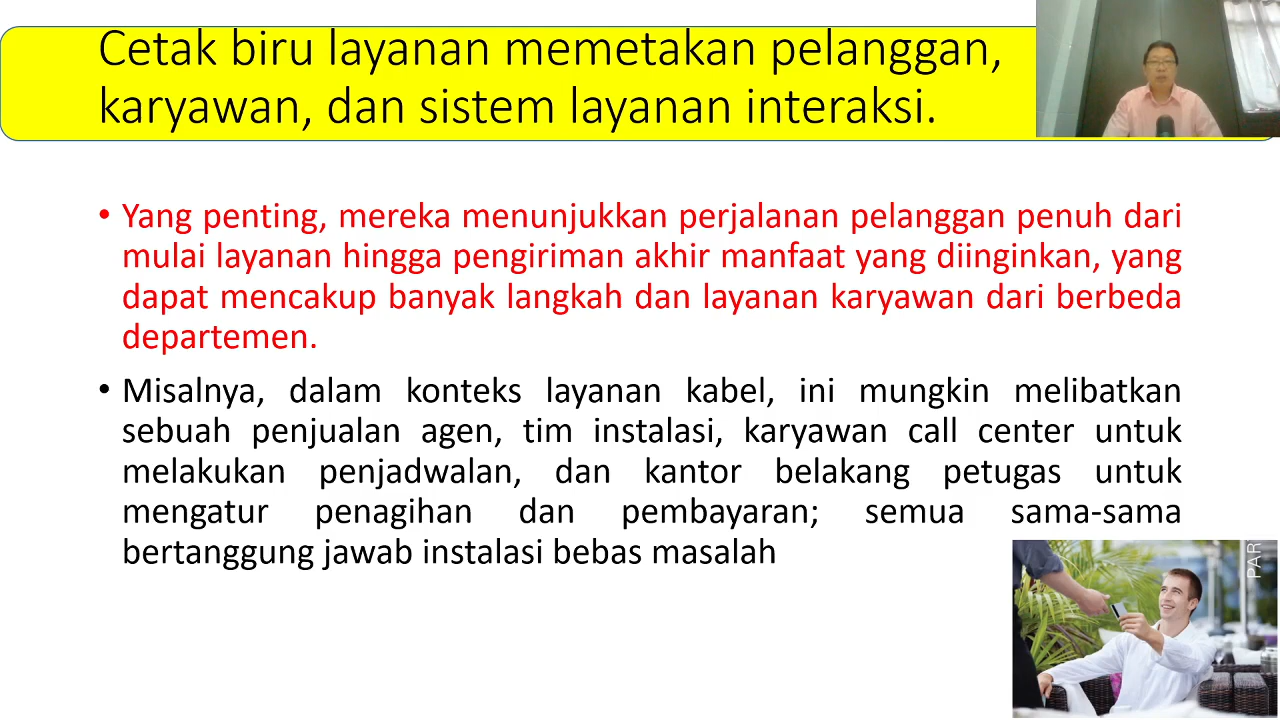 Cetak biru layanan memetakan pelanggan,
karyawan, dan sistem layanan interaksi.
• Yang penting, mereka menunjukkan perjalanan pelanggan penuh dari
mulai layanan hingga pengiriman akhir manfaat yang diinginkan, yang
dapat mencakup banyak langkah dan layanan karyawan dari berbeda
departemen.
• Misalnya, dalam konteks layanan kabel, ini mungkin melibatkan
sebuah penjualan agen, tim instalasi, karyawan call center untuk
melakukan penjadwalan, dan kantor belakang petugas untuk
mengatur penagihan dan pembayaran; semua sama-sama
bertanggung jawab instalasi bebas masalah
PAR